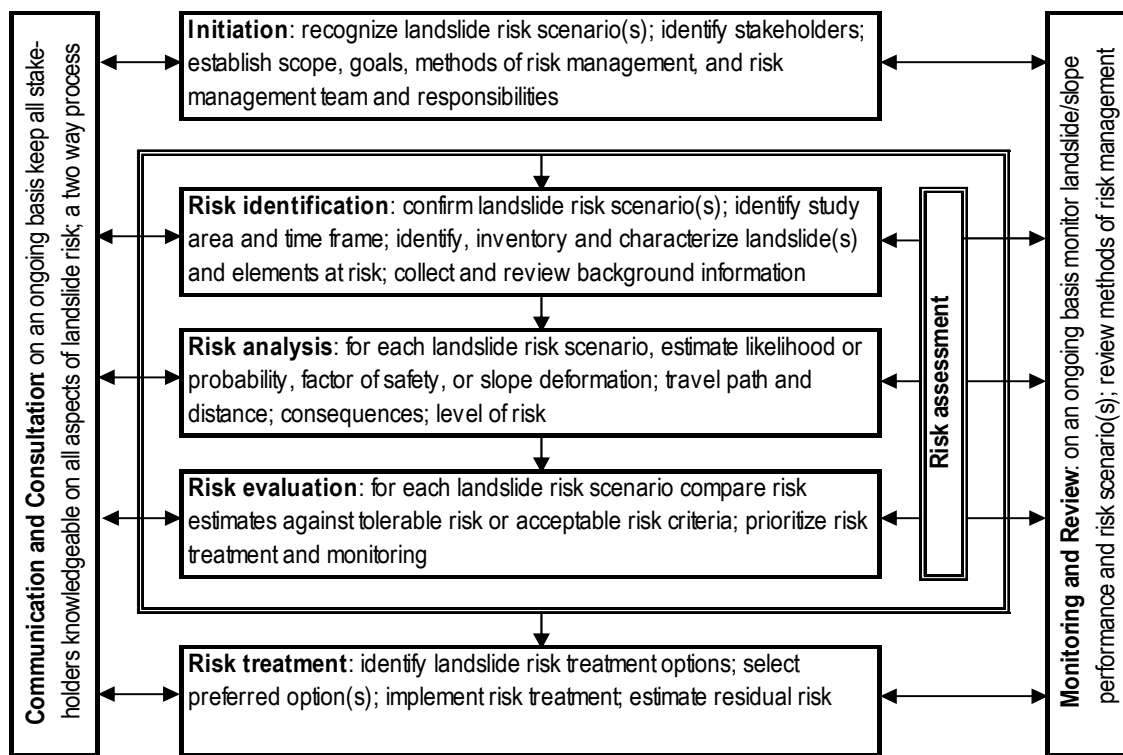 Communication and Consultation: on an ongoing basis keep all stake-
holders knowledgeable on all aspects of landslide risk; a two way process
Initiation: recognize landslide risk scenario(s); identify stakeholders;
establish scope, goals, methods of risk management, and risk
management team and responsibilities
Risk identification: confirm landslide risk scenario(s); identify study
area and time frame; identify, inventory and characterize landslide(s)
and elements at risk; collect and review background information
Risk analysis: for each landslide risk scenario, estimate likelihood or
probability, factor of safety, or slope deformation; travel path and
distance; consequences; level of risk
Risk evaluation: for each landslide risk scenario compare risk
estimates against tolerable risk or acceptable risk criteria; prioritize risk
treatment and monitoring
Risk assessment
Risk treatment: identify landslide risk treatment options; select
preferred option(s); implement risk treatment; estimate residual risk
Monitoring and Review: on an ongoing basis monitor landslide/slope
performance and risk scenario(s); review methods of risk management